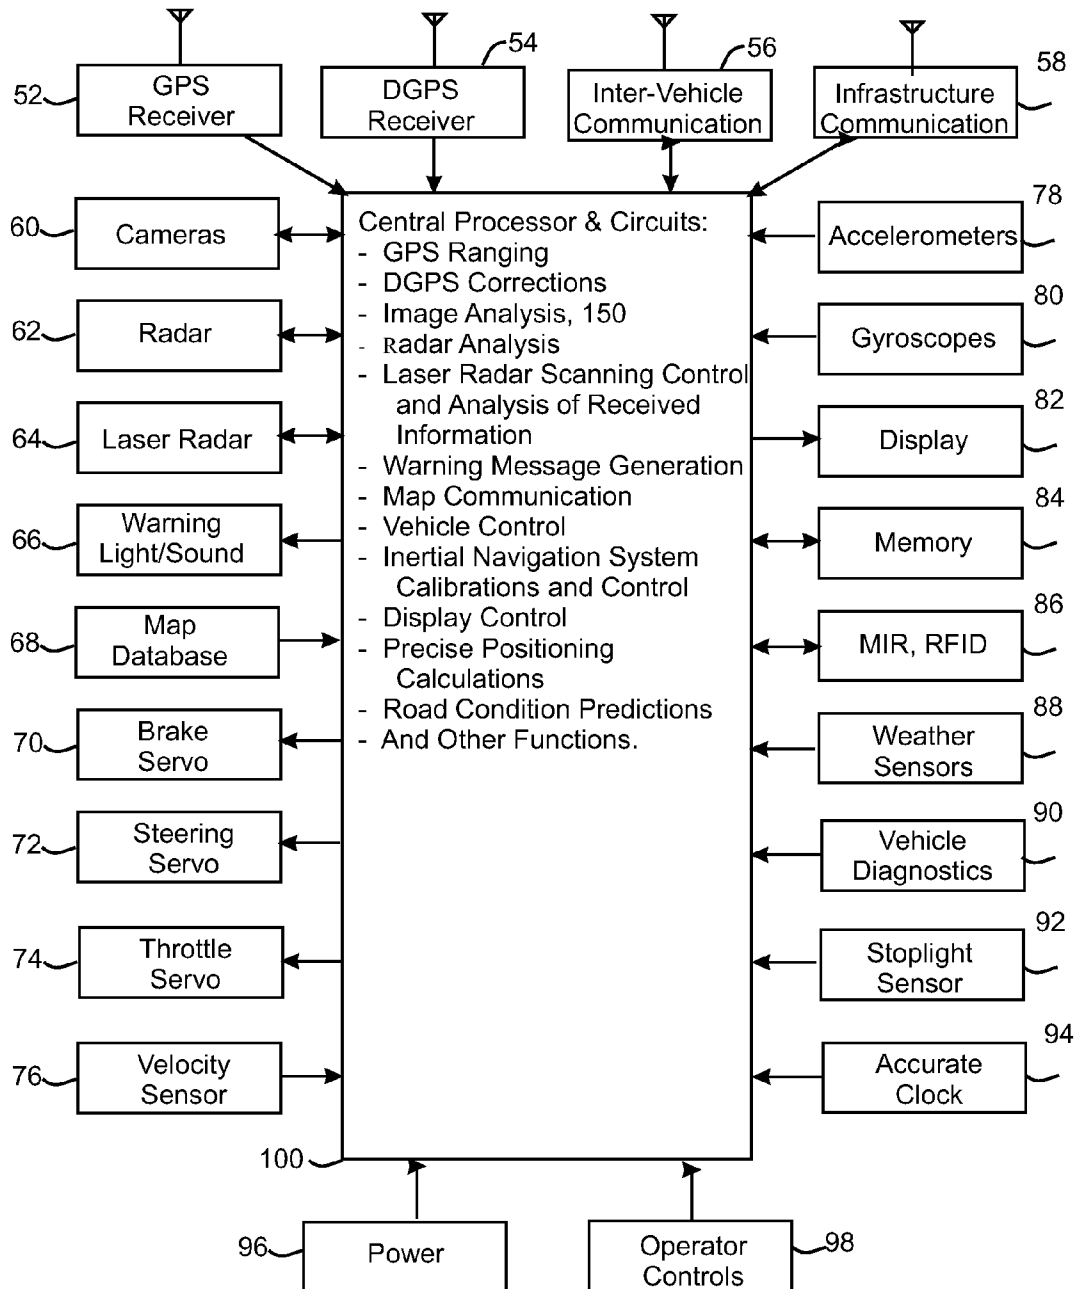 52
GPS
Receiver
54
DGPS
Receiver
56
Inter-Vehicle
Communication
58
Infrastructure
Communication
60
Cameras
62
Radar
64
Laser Radar
66
Warning
Light/Sound
68
Map
Database
70
Brake
Servo
72
Steering
Servo
74
Throttle
Servo
76
Velocity
Sensor
Central Processor & Circuits:
- GPS Ranging
- DGPS Corrections
- Image Analysis, 150
- Radar Analysis
- Laser Radar Scanning Control
and Analysis of Received
Information
- Warning Message Generation
- Map Communication
- Vehicle Control
- Inertial Navigation System
Calibrations and Control
- Display Control
- Precise Positioning
Calculations
- Road Condition Predictions
- And Other Functions.
100
78
Accelerometers
80
Gyroscopes
82
Display
84
Memory
86
MIR, RFID
88
Weather
Sensors
90
Vehicle
Diagnostics
92
Stoplight
Sensor
94
Accurate
Clock
96
Power
Operator
Controls
98